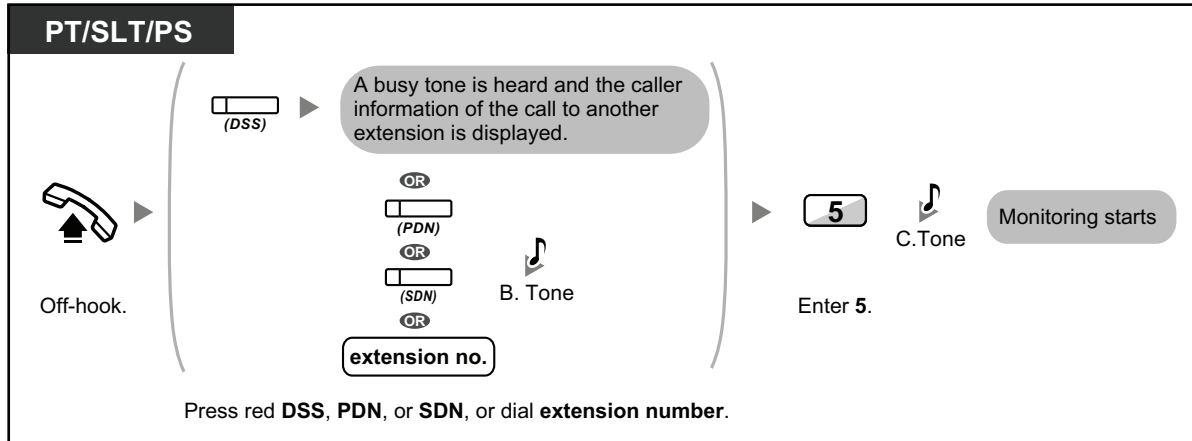 PT/SLT/PS
(DSS)
A busy tone is heard and the caller
information of the call to another
extension is displayed.
OR
(PDN)
OR
(SDN)
B. Tone
OR
extension no.
5
C.Tone
Monitoring starts
Off-hook.
Enter 5.
Press red DSS, PDN, or SDN, or dial extension number.